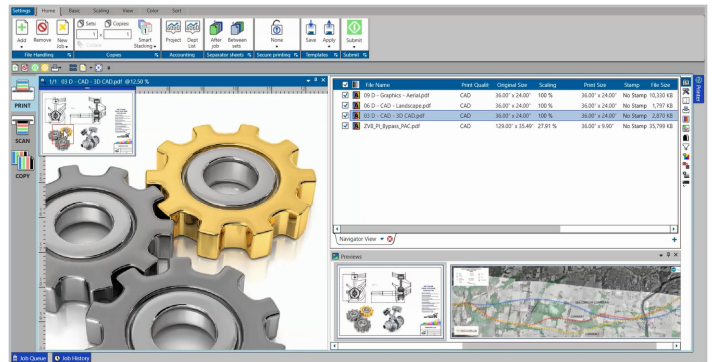 Settings Home Basic Scaling View Color Sort
Add Remove New Job Sets: Copies: 1 x 1 Collate Smart Stacking Project Dept List After job Between sets None Save Apply Submit
File Handling Copies Accounting Separator sheets Secure printing Templates Submit
1/1 03 D - CAD - 3D CAD.pdf @12,50 %
PRINT
SCAN
COPY
File Name Print Qualit Original Size Scaling Print Size Stamp File Size
09 D - Graphics - Aerial.pdf CAD 36.00" x 24.00" 100 % 36.00" x 24.00" No Stamp 10,330 KB
06 D - CAD - Landscape.pdf CAD 36.00" x 24.00" 100 % 36.00" x 24.00" No Stamp 1,797 KB
03 D - CAD - 3D CAD.pdf CAD 36.00" x 24.00" 100 % 36.00" x 24.00" No Stamp 2,870 KB
ZV8_PI_Bypass_PAC.pdf CAD 129.00" x 35.49" 27.91 % 36.00" x 9.90" No Stamp 35,799 KB
Printer
Navigator View
Previews
Job Queue Job History